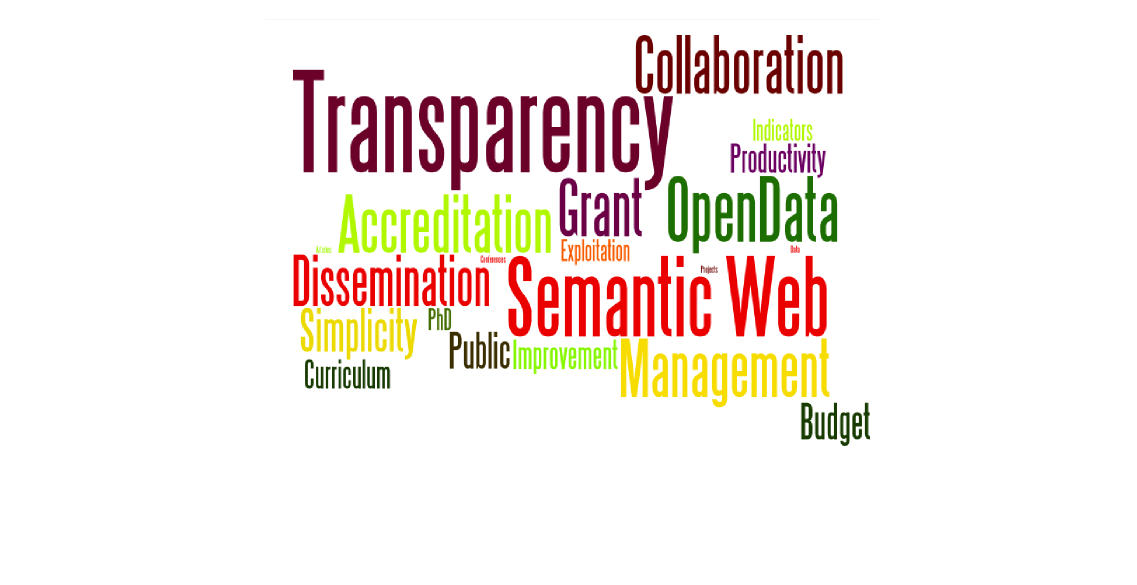 Collaboration
Transparency
Indicators
Productivity
Grant
OpenData
Accreditation
Exploitation
Articles
Data
Conferences
Dissemination
Projects
Semantic Web
Simplicity
PhD
Public
Improvement
Management
Curriculum
Budget